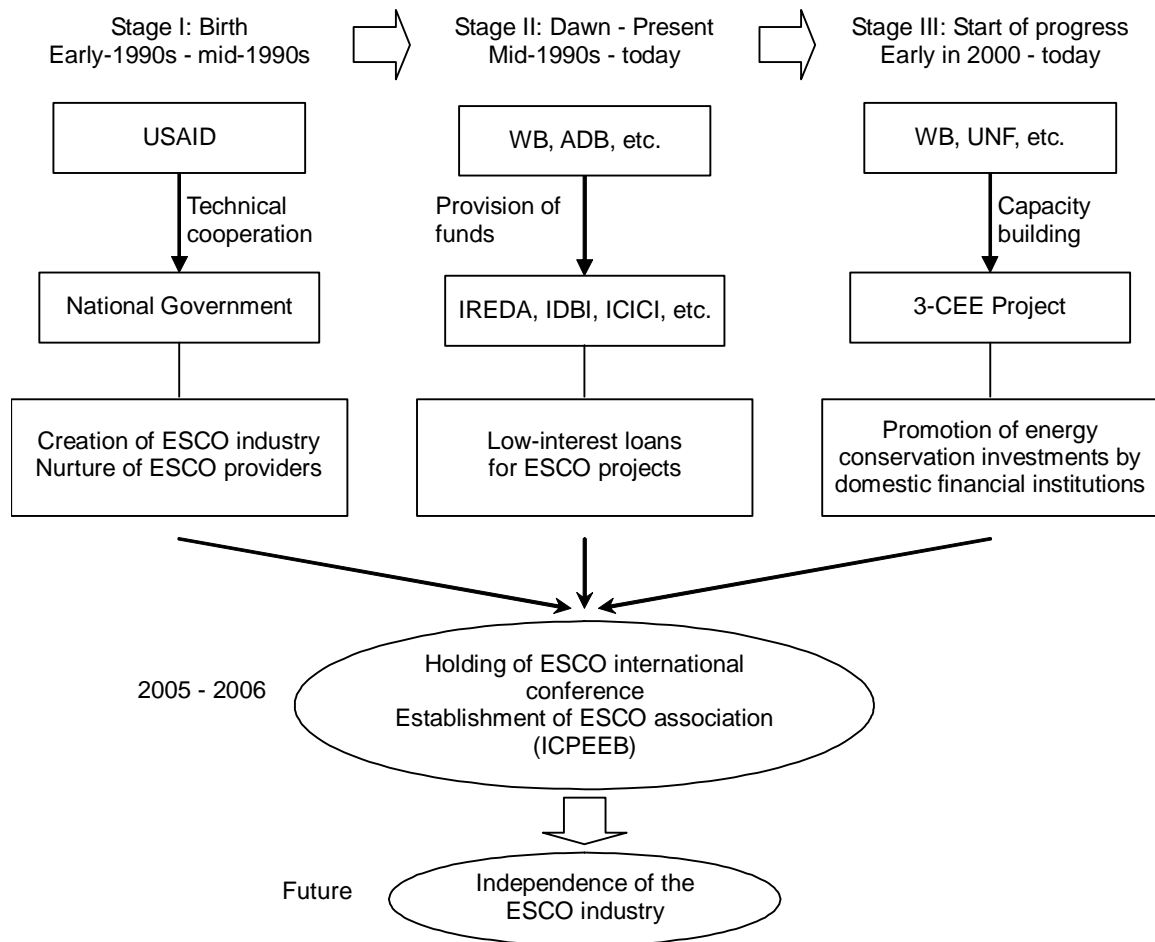 Stage I: Birth
Early-1990s - mid-1990s
Stage II: Dawn - Present
Mid-1990s - today
Stage III: Start of progress
Early in 2000 - today
USAID
WB, ADB, etc.
WB, UNF, etc.
Technical
cooperation
Provision of
funds
Capacity
building
National Government
IREDA, IDBI, ICICI, etc.
3-CEE Project
Creation of ESCO industry
Nurture of ESCO providers
Low-interest loans
for ESCO projects
Promotion of energy
conservation investments by
domestic financial institutions
2005 - 2006
Holding of ESCO international
conference
Establishment of ESCO association
(ICPEEB)
Future
Independence of the
ESCO industry